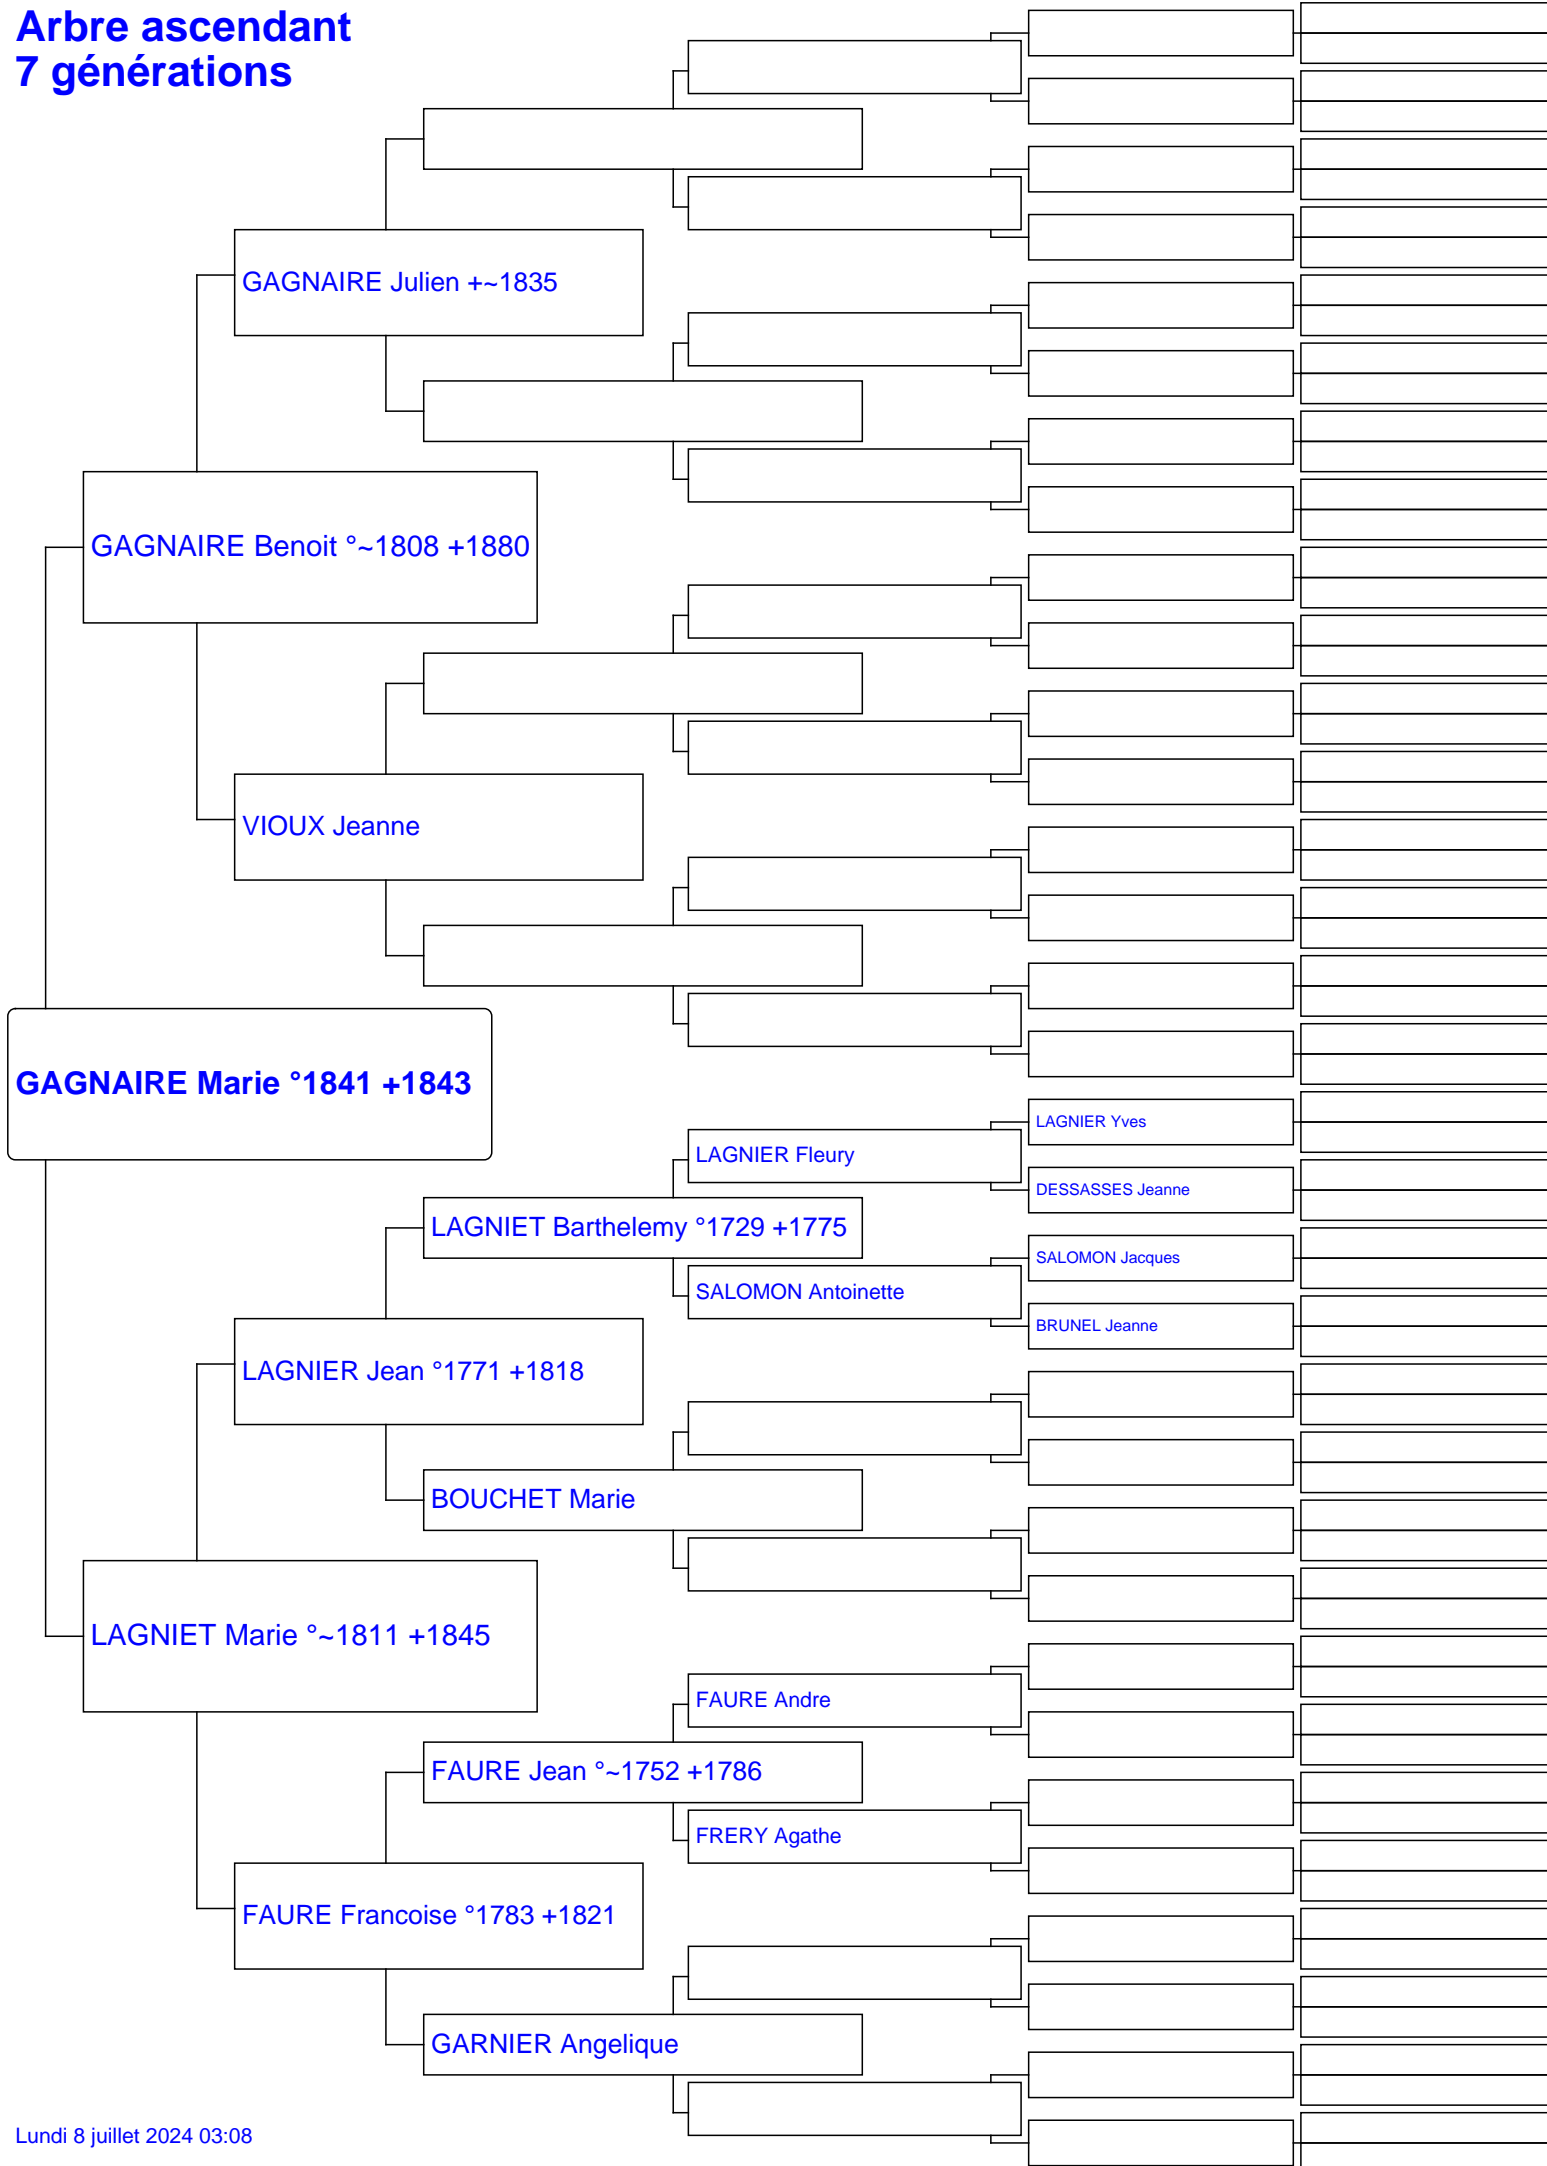 Arbre ascendant
7 générations
GAGNAIRE Julien +~1835
GAGNAIRE Benoit °~1808 +1880
VIOUX Jeanne
GAGNAIRE Marie °1841 +1843
LAGNIER Yves
LAGNIER Fleury
DESSASSES Jeanne
LAGNIET Barthelemy °1729 +1775
SALOMON Jacques
SALOMON Antoinette
BRUNEL Jeanne
LAGNIER Jean °1771 +1818
BOUCHET Marie
LAGNIET Marie °~1811 +1845
FAURE Andre
FAURE Jean °~1752 +1786
FRERY Agathe
FAURE Francoise °1783 +1821
GARNIER Angelique
Lundi 8 juillet 2024 03:08